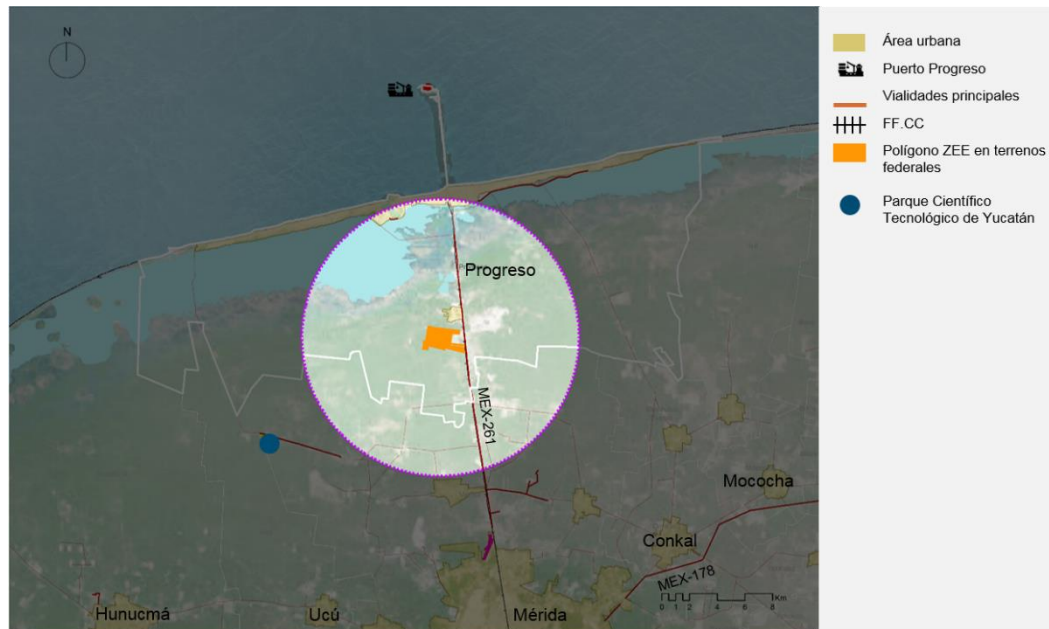 N
Área urbana
Puerto Progreso
Vialidades principales
FF.CC
Polígono ZEE en terrenos
federales
Parque Científico
Tecnológico de Yucatán
Progreso
MEX-261
Mococha
Conkal
MEX-178
Hunucmá
Ucú
Mérida
Km
0 1 2 4 6 8